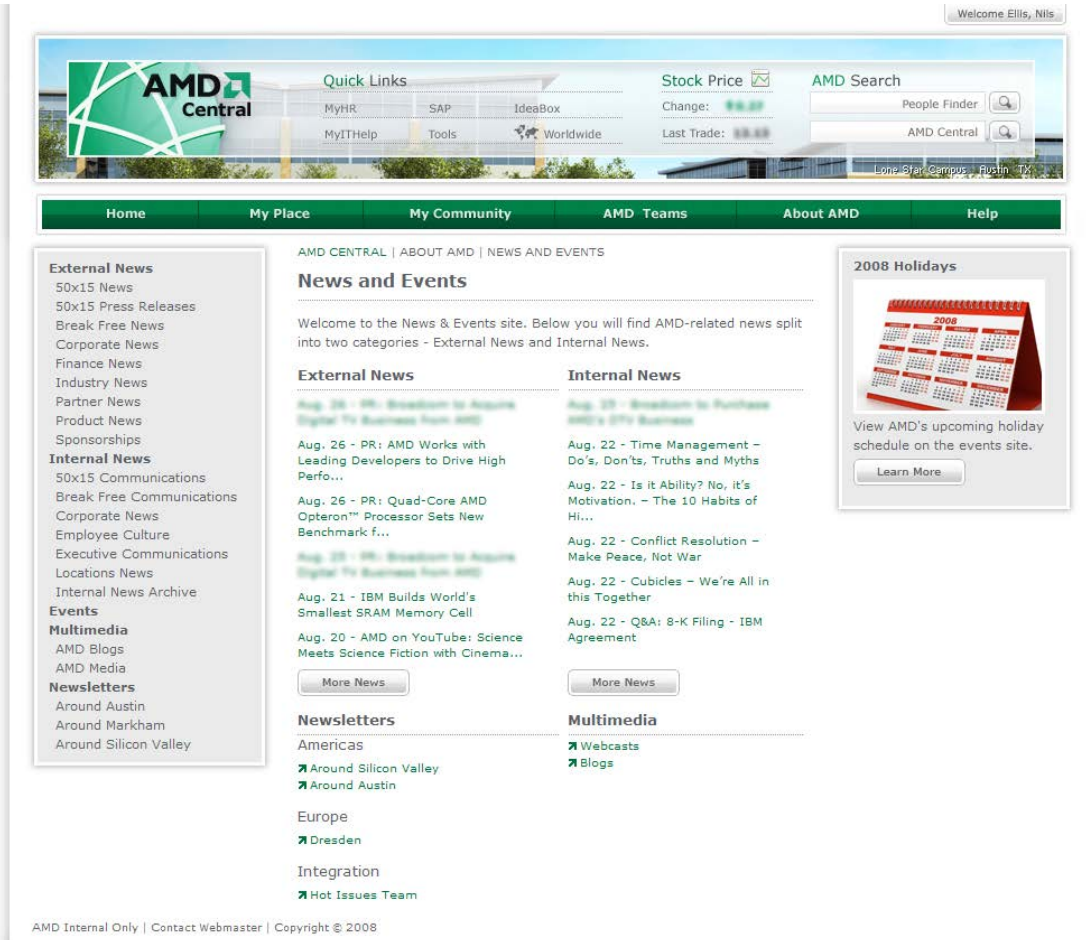 Welcome Ellis, Nils
AMD
Central
Quick Links
MyHR SAP IdeaBox
MyITHelp Tools Worldwide
Stock Price
Change:
Last Trade:
AMD Search
People Finder
AMD Central
Lone Star Campus Austin TX
Home My Place My Community AMD Teams About AMD Help
External News
50x15 News
50x15 Press Releases
Break Free News
Corporate News
Finance News
Industry News
Partner News
Product News
Sponsorships
Internal News
50x15 Communications
Break Free Communications
Corporate News
Employee Culture
Executive Communications
Locations News
Internal News Archive
Events
Multimedia
AMD Blogs
AMD Media
Newsletters
Around Austin
Around Markham
Around Silicon Valley
AMD CENTRAL | ABOUT AMD | NEWS AND EVENTS
News and Events
Welcome to the News & Events site. Below you will find AMD-related news split
into two categories - External News and Internal News.
External News
Aug. 26 - PR: AMD Works with
Leading Developers to Drive High
Perfo...
Aug. 26 - PR: Quad-Core AMD
Opteron™ Processor Sets New
Benchmark f...
Aug. 21 - IBM Builds World's
Smallest SRAM Memory Cell
Aug. 20 - AMD on YouTube: Science
Meets Science Fiction with Cinema...
More News
Internal News
Aug. 22 - Time Management –
Do's, Don'ts, Truths and Myths
Aug. 22 - Is it Ability? No, it's
Motivation. – The 10 Habits of
Hi...
Aug. 22 - Conflict Resolution –
Make Peace, Not War
Aug. 22 - Cubicles – We're All in
this Together
Aug. 22 - Q&A: 8-K Filing - IBM
Agreement
More News
Newsletters
Americas
Around Silicon Valley
Around Austin
Europe
Dresden
Integration
Hot Issues Team
Multimedia
Webcasts
Blogs
2008 Holidays
2008
View AMD's upcoming holiday
schedule on the events site.
Learn More
AMD Internal Only | Contact Webmaster | Copyright © 2008